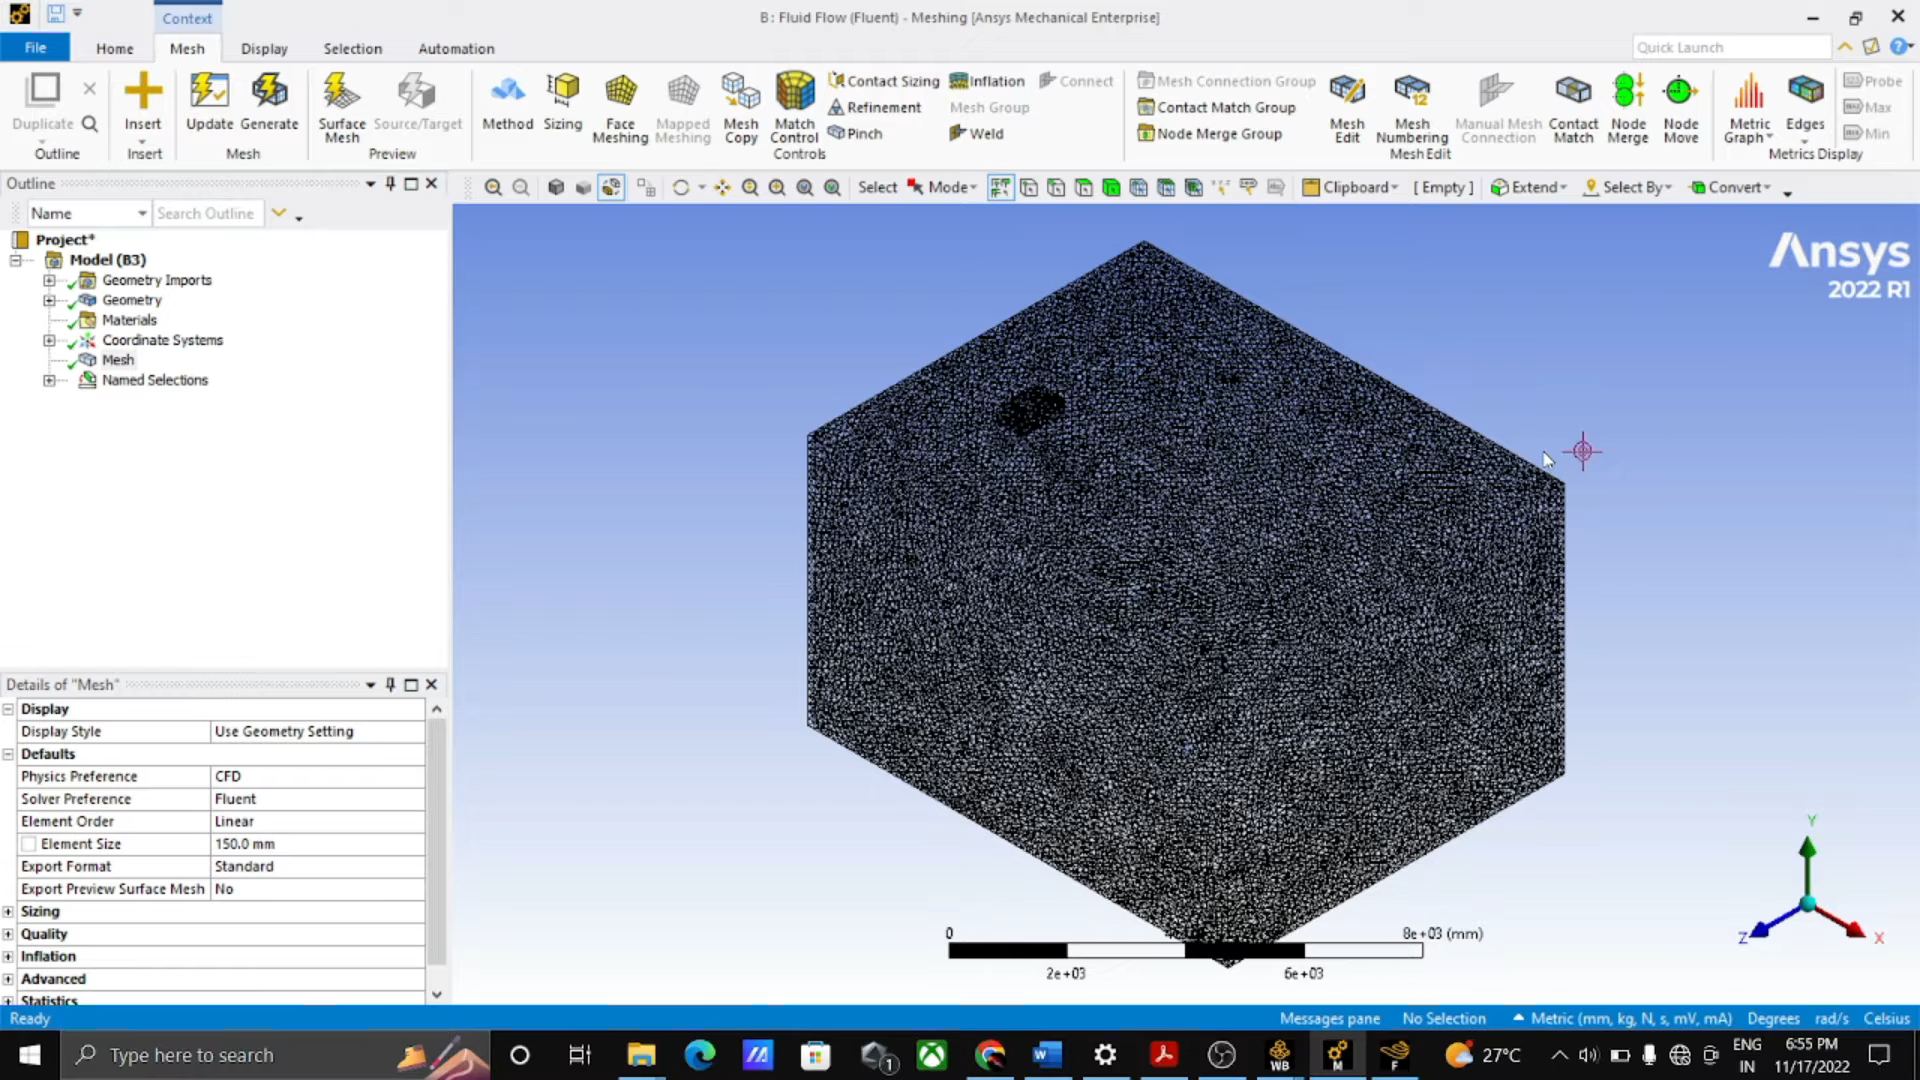 Context
B : Fluid Flow (Fluent) - Meshing [Ansys Mechanical Enterprise]
File Home Mesh Display Selection Automation Quick Launch
Duplicate Insert Update Generate Surface Mesh Source/Target Method Sizing Face Meshing Mapped Meshing Mesh Copy Match Control
Contact Sizing Inflation Connect
Refinement Mesh Group
Pinch Weld
Mesh Connection Group
Contact Match Group
Node Merge Group
Mesh Edit Mesh Numbering Manual Mesh Connection Contact Match Node Merge Node Move Metric Graph Edges
Probe
Max
Min
Outline Insert Mesh Preview Controls Mesh Edit Metrics Display
Outline
Select Mode Clipboard [ Empty ] Extend Select By Convert
Name Search Outline
Project*
Model (B3)
Geometry Imports
Geometry
Materials
Coordinate Systems
Mesh
Named Selections
Ansys
2022 R1
Details of "Mesh"
Display
Display Style Use Geometry Setting
Defaults
Physics Preference CFD
Solver Preference Fluent
Element Order Linear
Element Size 150.0 mm
Export Format Standard
Export Preview Surface Mesh No
Sizing
Quality
Inflation
Advanced
Statistics
0 8e+03 (mm)
2e+03 6e+03
Y
Z X
Ready Messages pane No Selection Metric (mm, kg, N, s, mV, mA) Degrees rad/s Celsius
Type here to search
27°C
ENG
IN
6:55 PM
11/17/2022